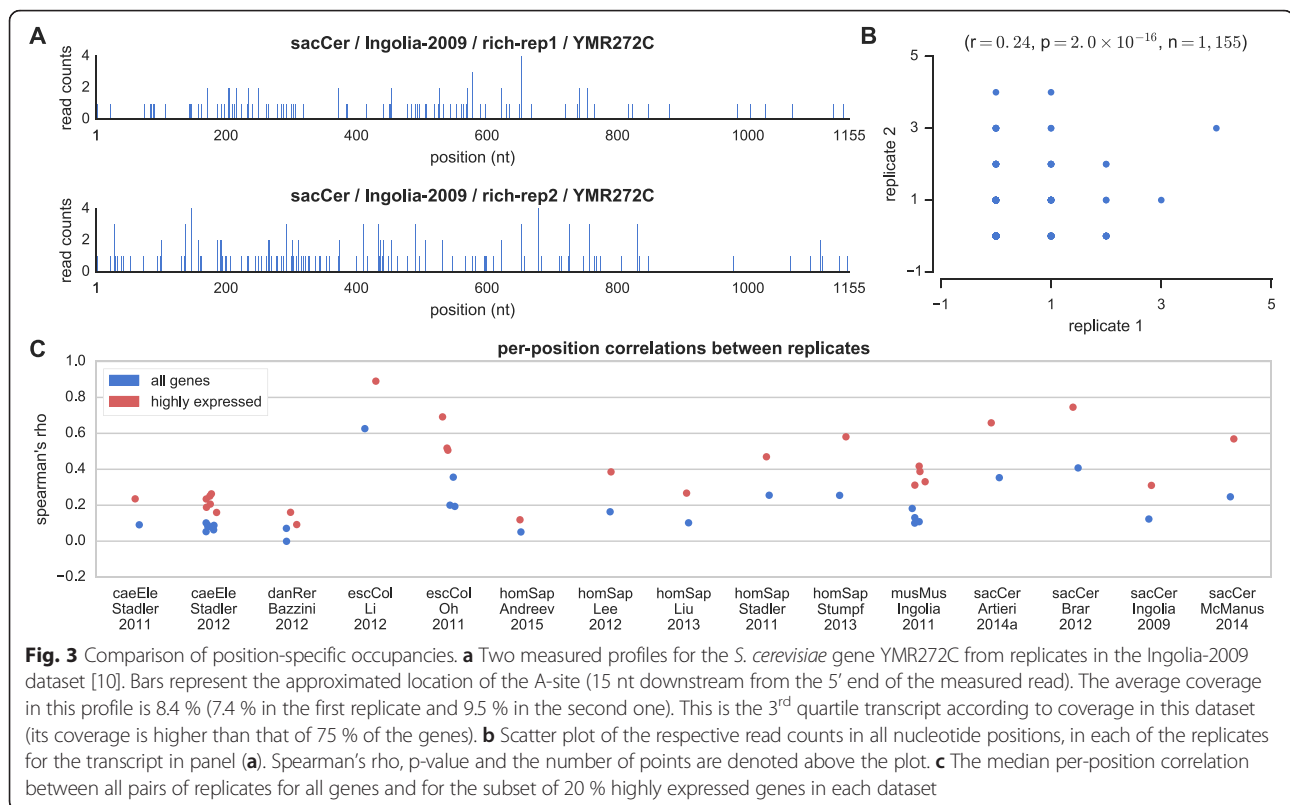 A
sacCer / Ingolia-2009 / rich-rep1 / YMR272C
4
2
0
read counts
1 200 400 600 800 1000 1155
position (nt)
sacCer / Ingolia-2009 / rich-rep2 / YMR272C
4
2
0
read counts
1 200 400 600 800 1000 1155
position (nt)
B
(r = 0.24, p = 2.0 × 10⁻¹⁶, n = 1,155)
5
3
1
−1
replicate 2
−1 1 3 5
replicate 1
C
per-position correlations between replicates
all genes
highly expressed
1.0
0.8
0.6
0.4
0.2
0.0
−0.2
spearman's rho
caeEle Stadler 2011
caeEle Stadler 2012
danRer Bazzini 2012
escCol Li 2012
escCol Oh 2011
homSap Andreev 2015
homSap Lee 2012
homSap Liu 2013
homSap Stadler 2011
homSap Stumpf 2013
musMus Ingolia 2011
sacCer Artieri 2014a
sacCer Brar 2012
sacCer Ingolia 2009
sacCer McManus 2014
Fig. 3 Comparison of position-specific occupancies. a Two measured profiles for the S. cerevisiae gene YMR272C from replicates in the Ingolia-2009
dataset [10]. Bars represent the approximated location of the A-site (15 nt downstream from the 5′ end of the measured read). The average coverage
in this profile is 8.4 % (7.4 % in the first replicate and 9.5 % in the second one). This is the 3rd quartile transcript according to coverage in this dataset
(its coverage is higher than that of 75 % of the genes). b Scatter plot of the respective read counts in all nucleotide positions, in each of the replicates
for the transcript in panel (a). Spearman's rho, p-value and the number of points are denoted above the plot. c The median per-position correlation
between all pairs of replicates for all genes and for the subset of 20 % highly expressed genes in each dataset